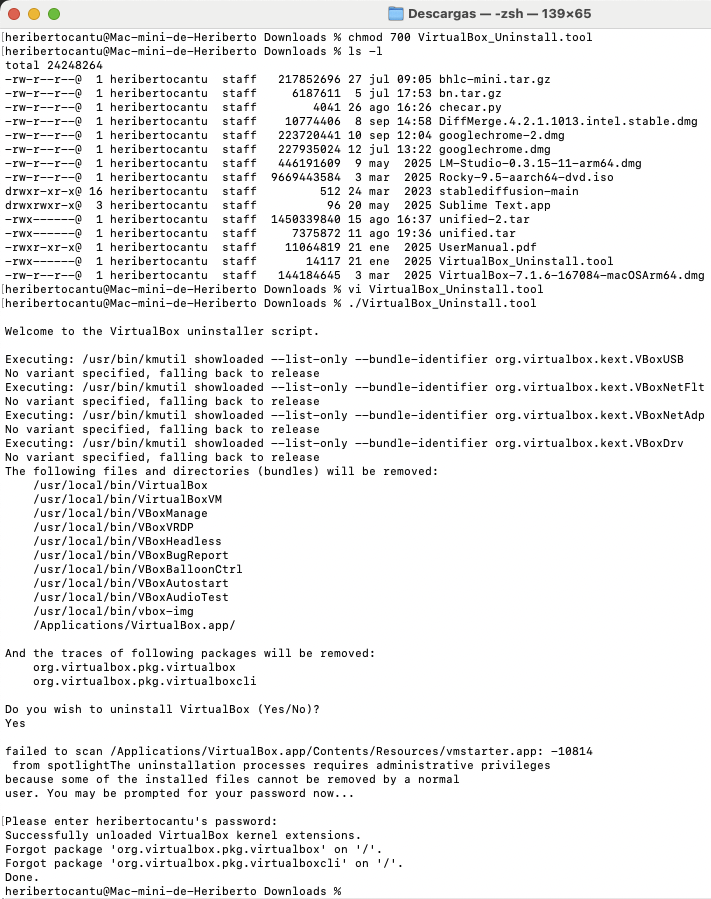 Descargas — -zsh — 139×65
heribertocantu@Mac-mini-de-Heriberto Downloads % chmod 700 VirtualBox_Uninstall.tool
heribertocantu@Mac-mini-de-Heriberto Downloads % ls -l
total 24248264
-rw-r--r--@  1 heribertocantu  staff   217852696 27 jul 09:05 bhlc-mini.tar.gz
-rw-r--r--@  1 heribertocantu  staff     6187611  5 jul 17:53 bn.tar.gz
-rw-r--r--@  1 heribertocantu  staff        4041 26 ago 16:26 checar.py
-rw-r--r--@  1 heribertocantu  staff    10774406  8 sep 14:58 DiffMerge.4.2.1.1013.intel.stable.dmg
-rw-r--r--@  1 heribertocantu  staff   223720441 10 sep 12:04 googlechrome-2.dmg
-rw-r--r--@  1 heribertocantu  staff   227935024 12 jul 13:22 googlechrome.dmg
-rw-r--r--@  1 heribertocantu  staff   446191609  9 may  2025 LM-Studio-0.3.15-11-arm64.dmg
-rw-r--r--@  1 heribertocantu  staff  9669443584  3 mar  2025 Rocky-9.5-aarch64-dvd.iso
drwxr-xr-x@ 16 heribertocantu  staff         512 24 mar  2023 stablediffusion-main
drwxrwxr-x@  3 heribertocantu  staff          96 20 may  2025 Sublime Text.app
-rwx------@  1 heribertocantu  staff  1450339840 15 ago 16:37 unified-2.tar
-rwx------@  1 heribertocantu  staff     7375872 11 ago 19:36 unified.tar
-rwxr-xr-x@  1 heribertocantu  staff    11064819 21 ene  2025 UserManual.pdf
-rwx------@  1 heribertocantu  staff       14117 21 ene  2025 VirtualBox_Uninstall.tool
-rw-r--r--@  1 heribertocantu  staff   144184645  3 mar  2025 VirtualBox-7.1.6-167084-macOSArm64.dmg
heribertocantu@Mac-mini-de-Heriberto Downloads % vi VirtualBox_Uninstall.tool
heribertocantu@Mac-mini-de-Heriberto Downloads % ./VirtualBox_Uninstall.tool

Welcome to the VirtualBox uninstaller script.

Executing: /usr/bin/kmutil showloaded --list-only --bundle-identifier org.virtualbox.kext.VBoxUSB
No variant specified, falling back to release
Executing: /usr/bin/kmutil showloaded --list-only --bundle-identifier org.virtualbox.kext.VBoxNetFlt
No variant specified, falling back to release
Executing: /usr/bin/kmutil showloaded --list-only --bundle-identifier org.virtualbox.kext.VBoxNetAdp
No variant specified, falling back to release
Executing: /usr/bin/kmutil showloaded --list-only --bundle-identifier org.virtualbox.kext.VBoxDrv
No variant specified, falling back to release
The following files and directories (bundles) will be removed:
    /usr/local/bin/VirtualBox
    /usr/local/bin/VirtualBoxVM
    /usr/local/bin/VBoxManage
    /usr/local/bin/VBoxVRDP
    /usr/local/bin/VBoxHeadless
    /usr/local/bin/VBoxBugReport
    /usr/local/bin/VBoxBalloonCtrl
    /usr/local/bin/VBoxAutostart
    /usr/local/bin/VBoxAudioTest
    /usr/local/bin/vbox-img
    /Applications/VirtualBox.app/

And the traces of following packages will be removed:
    org.virtualbox.pkg.virtualbox
    org.virtualbox.pkg.virtualboxcli

Do you wish to uninstall VirtualBox (Yes/No)?
Yes

failed to scan /Applications/VirtualBox.app/Contents/Resources/vmstarter.app: -10814
 from spotlightThe uninstallation processes requires administrative privileges
because some of the installed files cannot be removed by a normal
user. You may be prompted for your password now...

Please enter heribertocantu's password:
Successfully unloaded VirtualBox kernel extensions.
Forgot package 'org.virtualbox.pkg.virtualbox' on '/'.
Forgot package 'org.virtualbox.pkg.virtualboxcli' on '/'.
Done.
heribertocantu@Mac-mini-de-Heriberto Downloads %